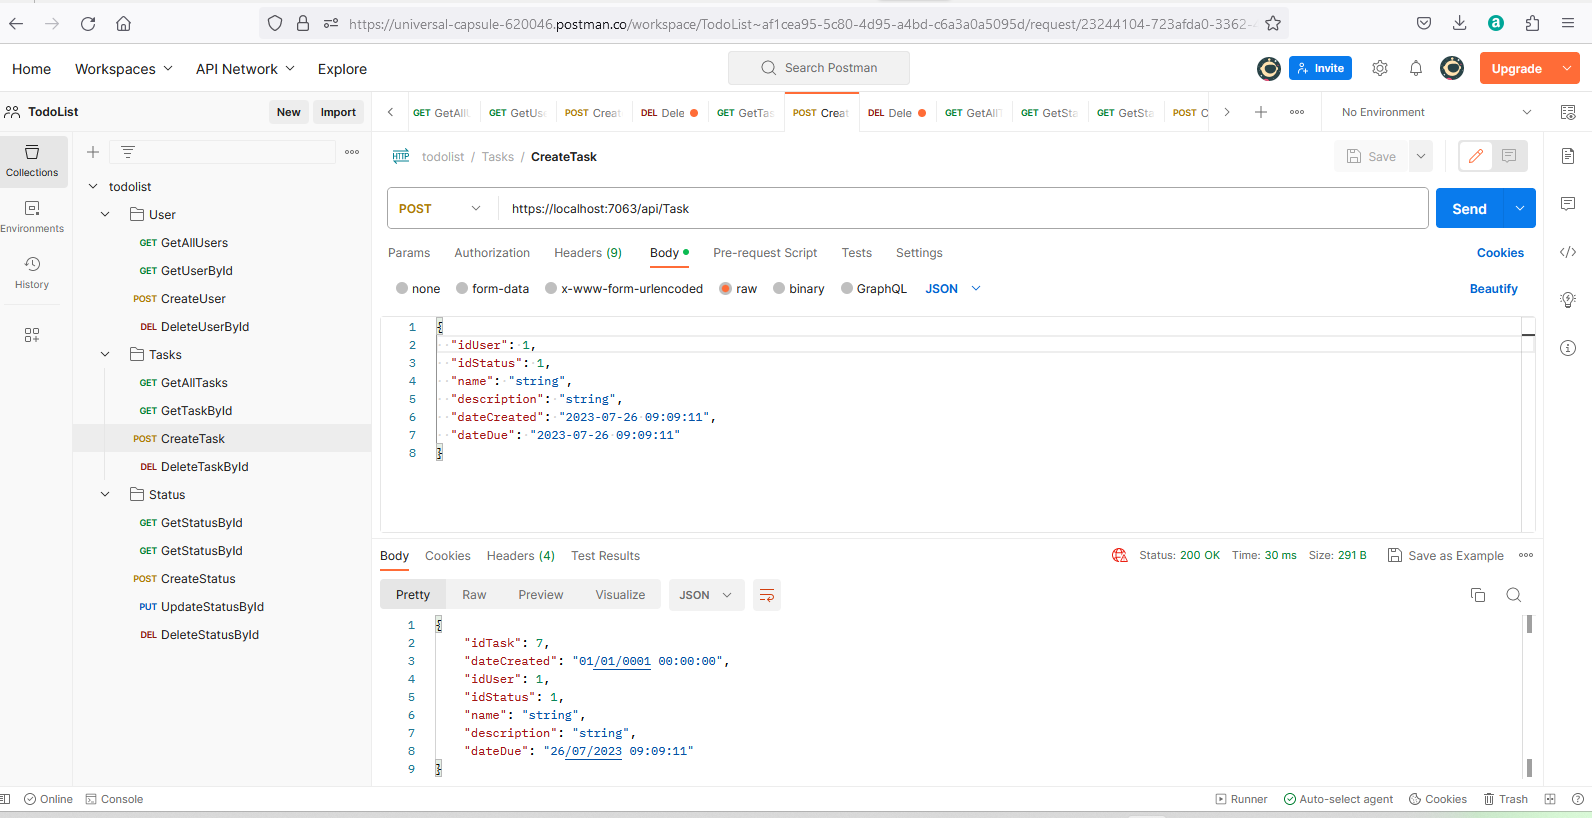 https://universal-capsule-620046.postman.co/workspace/TodoList~af1cea95-5c80-4d95-a4bd-c6a3a0a5095d/request/23244104-723afda0-3362-
Home Workspaces API Network Explore Search Postman Invite Upgrade
TodoList New Import
GET GetAllU GET GetUse POST Create DEL Dele GET GetTas POST Creat DEL Dele GET GetAllT GET GetSta GET GetSta POST C No Environment
Collections
Environments
History
todolist
User
GET GetAllUsers
GET GetUserById
POST CreateUser
DEL DeleteUserById
Tasks
GET GetAllTasks
GET GetTaskById
POST CreateTask
DEL DeleteTaskById
Status
GET GetStatusById
GET GetStatusById
POST CreateStatus
PUT UpdateStatusById
DEL DeleteStatusById
HTTP todolist / Tasks / CreateTask Save
POST https://localhost:7063/api/Task Send
Params Authorization Headers (9) Body Pre-request Script Tests Settings Cookies
none form-data x-www-form-urlencoded raw binary GraphQL JSON Beautify
1 {
2 "idUser": 1,
3 "idStatus": 1,
4 "name": "string",
5 "description": "string",
6 "dateCreated": "2023-07-26 09:09:11",
7 "dateDue": "2023-07-26 09:09:11"
8 }
Body Cookies Headers (4) Test Results Status: 200 OK Time: 30 ms Size: 291 B Save as Example
Pretty Raw Preview Visualize JSON
1 {
2 "idTask": 7,
3 "dateCreated": "01/01/0001 00:00:00",
4 "idUser": 1,
5 "idStatus": 1,
6 "name": "string",
7 "description": "string",
8 "dateDue": "26/07/2023 09:09:11"
9 }
Online Console Runner Auto-select agent Cookies Trash